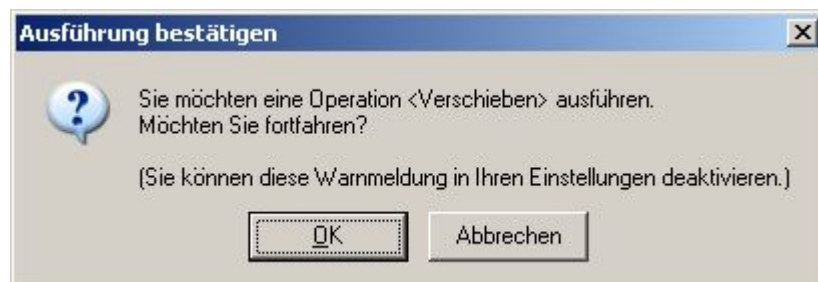 Ausführung bestätigen
Sie möchten eine Operation <Verschieben> ausführen.
Möchten Sie fortfahren?
(Sie können diese Warnmeldung in Ihren Einstellungen deaktivieren.)
OK
Abbrechen